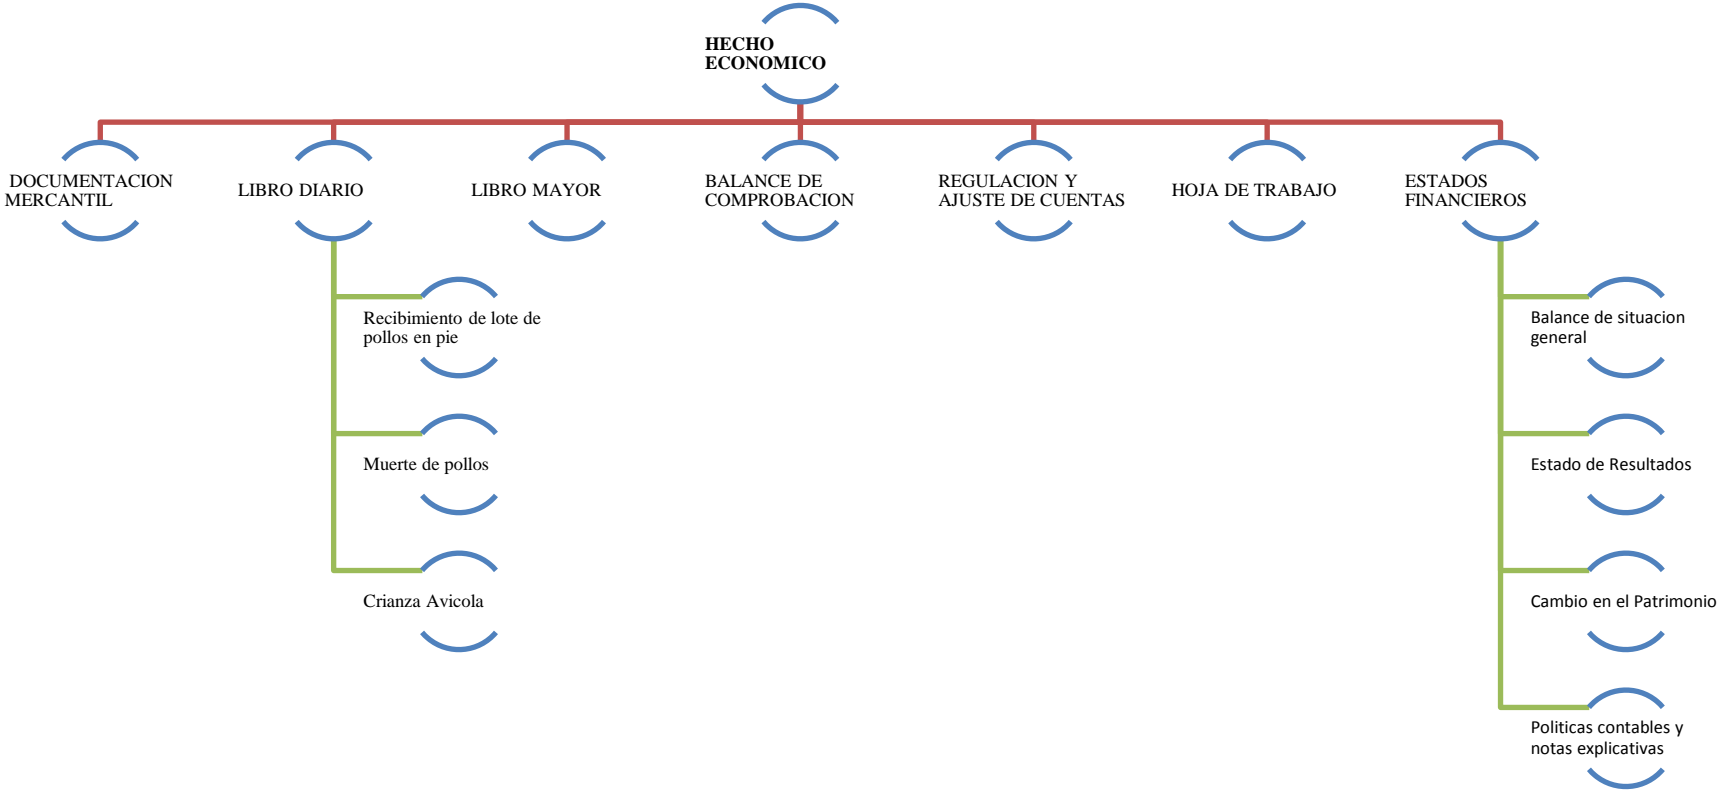 HECHO
ECONOMICO
DOCUMENTACION
MERCANTIL
LIBRO DIARIO
LIBRO MAYOR
BALANCE DE
COMPROBACION
REGULACION Y
AJUSTE DE CUENTAS
HOJA DE TRABAJO
ESTADOS
FINANCIEROS
Recibimiento de lote de
pollos en pie
Muerte de pollos
Crianza Avicola
Balance de situacion
general
Estado de Resultados
Cambio en el Patrimonio
Politicas contables y
notas explicativas